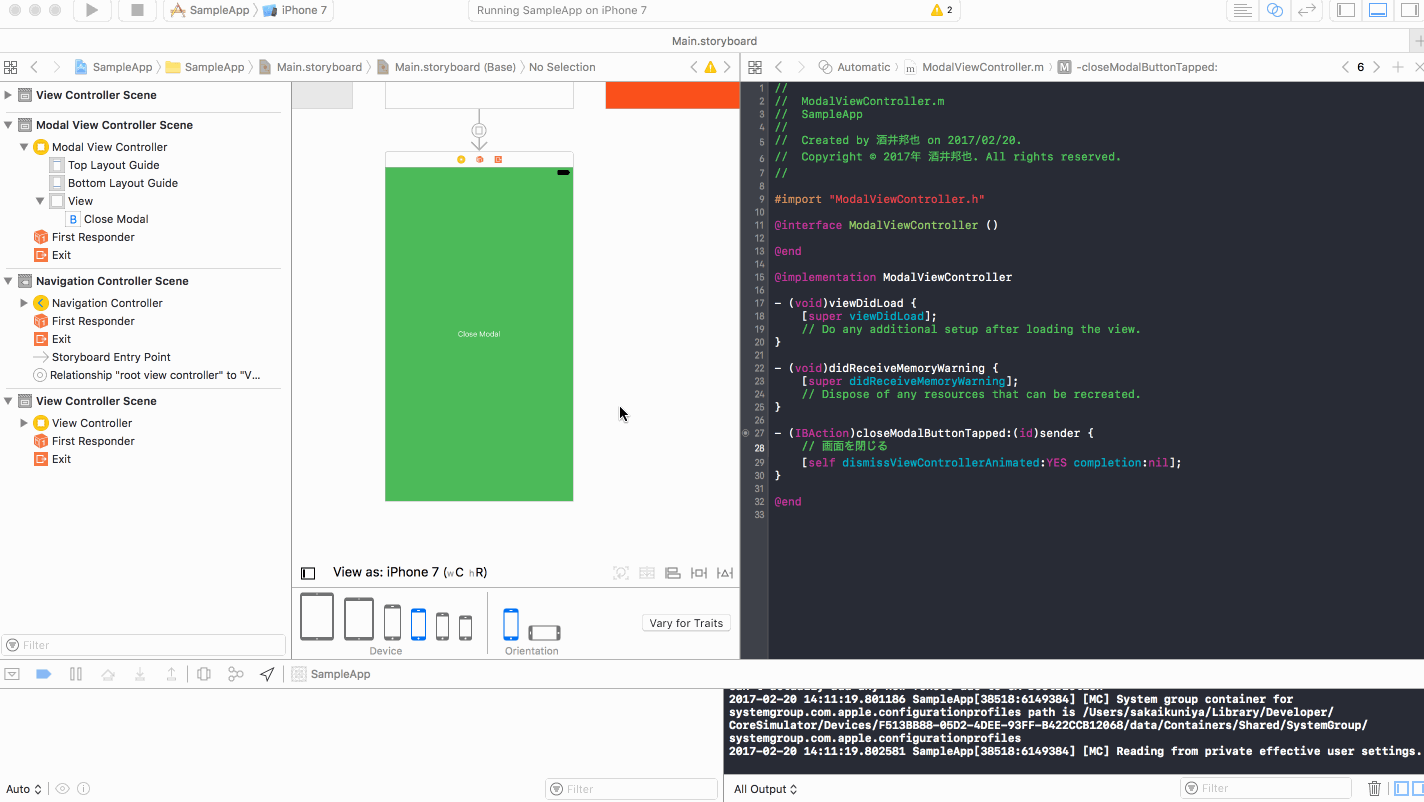 SampleApp iPhone 7 Running SampleApp on iPhone 7 2
Main.storyboard
SampleApp SampleApp Main.storyboard Main.storyboard (Base) No Selection
Automatic ModalViewController.m M -closeModalButtonTapped: 6
View Controller Scene
Modal View Controller Scene
Modal View Controller
Top Layout Guide
Bottom Layout Guide
View
B Close Modal
First Responder
Exit
Navigation Controller Scene
Navigation Controller
First Responder
Exit
Storyboard Entry Point
Relationship "root view controller" to "V...
View Controller Scene
View Controller
First Responder
Exit
Filter
Close Modal
View as: iPhone 7 (wC hR)
Device
Orientation
Vary for Traits
1 //
2 //  ModalViewController.m
3 //  SampleApp
4 //
5 //  Created by 酒井邦也 on 2017/02/20.
6 //  Copyright © 2017年 酒井邦也. All rights reserved.
7 //
8
9 #import "ModalViewController.h"
10
11 @interface ModalViewController ()
12
13 @end
14
15 @implementation ModalViewController
16
17 - (void)viewDidLoad {
18     [super viewDidLoad];
19     // Do any additional setup after loading the view.
20 }
21
22 - (void)didReceiveMemoryWarning {
23     [super didReceiveMemoryWarning];
24     // Dispose of any resources that can be recreated.
25 }
26
27 - (IBAction)closeModalButtonTapped:(id)sender {
28     // 画面を閉じる
29     [self dismissViewControllerAnimated:YES completion:nil];
30 }
31
32 @end
33
SampleApp
2017-02-20 14:11:19.801186 SampleApp[38518:6149384] [MC] System group container for
systemgroup.com.apple.configurationprofiles path is /Users/sakaikuniya/Library/Developer/
CoreSimulator/Devices/F513BBB8-05D2-4DEE-93FF-B422CCB12068/data/Containers/Shared/SystemGroup/
systemgroup.com.apple.configurationprofiles
2017-02-20 14:11:19.802581 SampleApp[38518:6149384] [MC] Reading from private effective user settings.
Auto
Filter
All Output
Filter